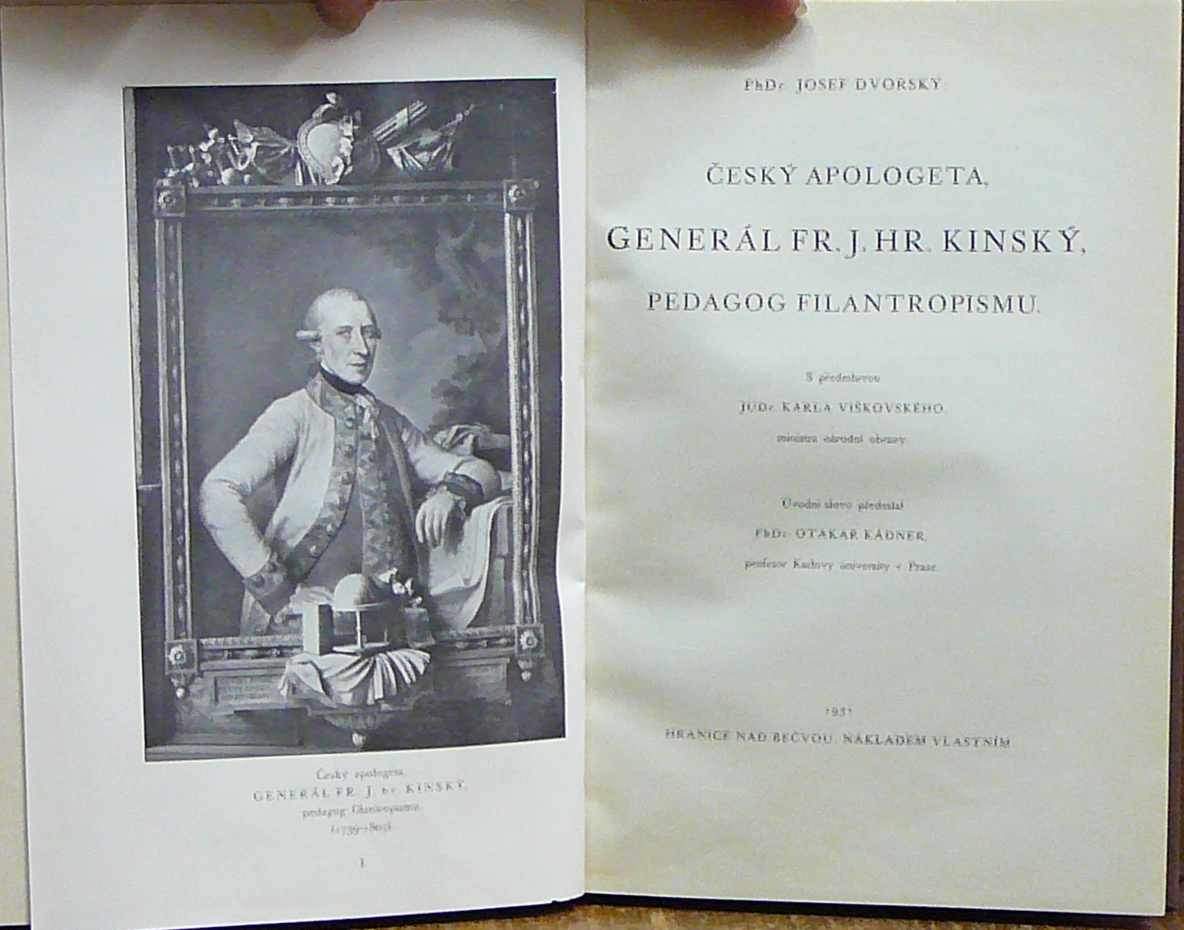 Český apologeta,
GENERÁL FR. J. hr. KINSKÝ,
pedagog filantropismu.
(1739–1805)
I
PhDr. JOSEF DVORSKÝ:
ČESKÝ APOLOGETA,
GENERÁL FR. J. HR. KINSKÝ,
PEDAGOG FILANTROPISMU.
S předmluvou
JUDr. KARLA VIŠKOVSKÉHO,
ministra národní obrany.
Úvodní slovo předeslal
PhDr. OTAKAR KÁDNER,
profesor Karlovy university v Praze.
1931
HRANICE NAD BEČVOU. NÁKLADEM VLASTNÍM